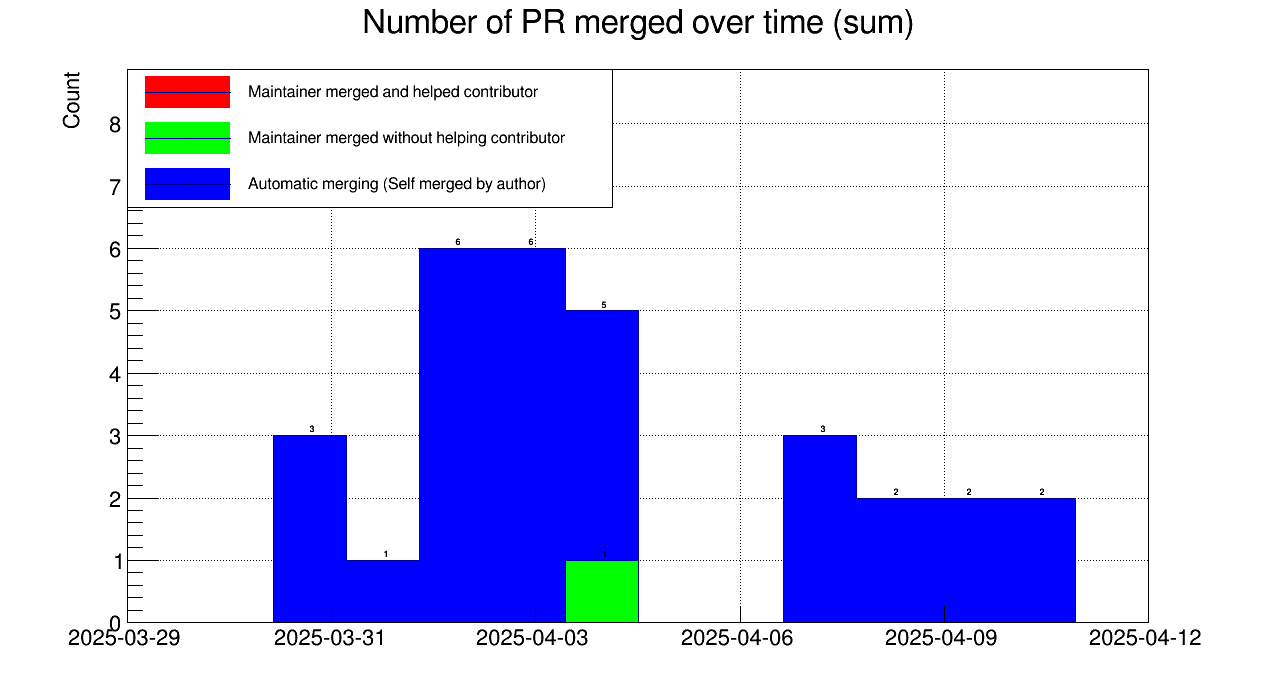 Number of PR merged over time (sum)
Count
Maintainer merged and helped contributor
Maintainer merged without helping contributor
Automatic merging (Self merged by author)
8
7
6
5
4
3
2
1
0
6 6
5
3 3
2 2 2
1 1
2025-03-29 2025-03-31 2025-04-03 2025-04-06 2025-04-09 2025-04-12